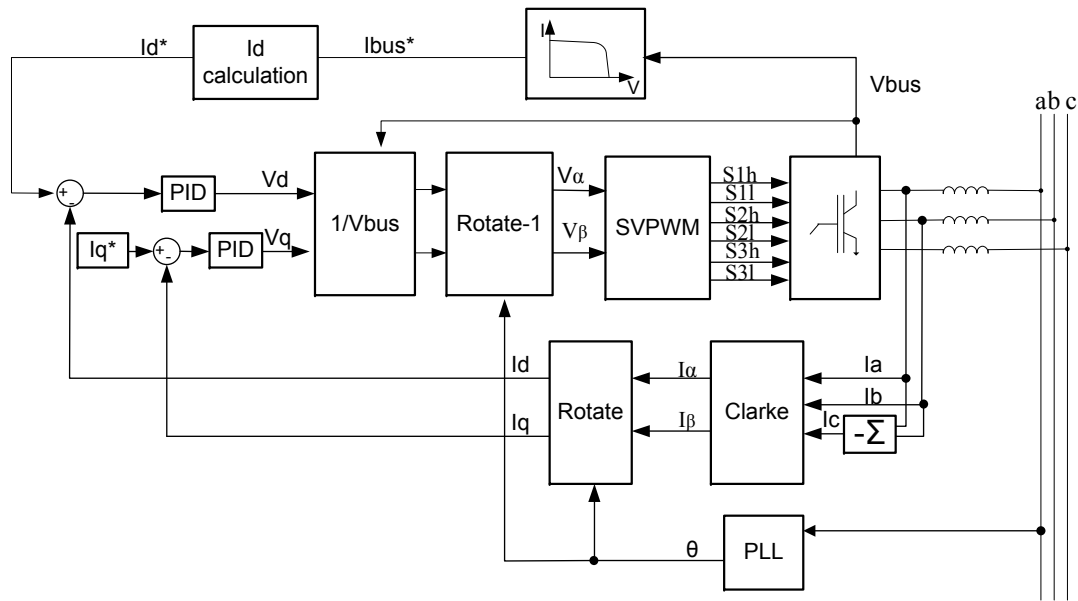 Id*
Id
calculation
Ibus*
I
V
Vbus
ab c
+
-
PID
Vd
1/Vbus
Rotate-1
Vα
Vβ
SVPWM
S1h
S1l
S2h
S2l
S3h
S3l
Iq*
+
-
PID
Vq
Id
Iq
Rotate
Iα
Iβ
Clarke
Ia
Ib
Ic
-Σ
θ
PLL